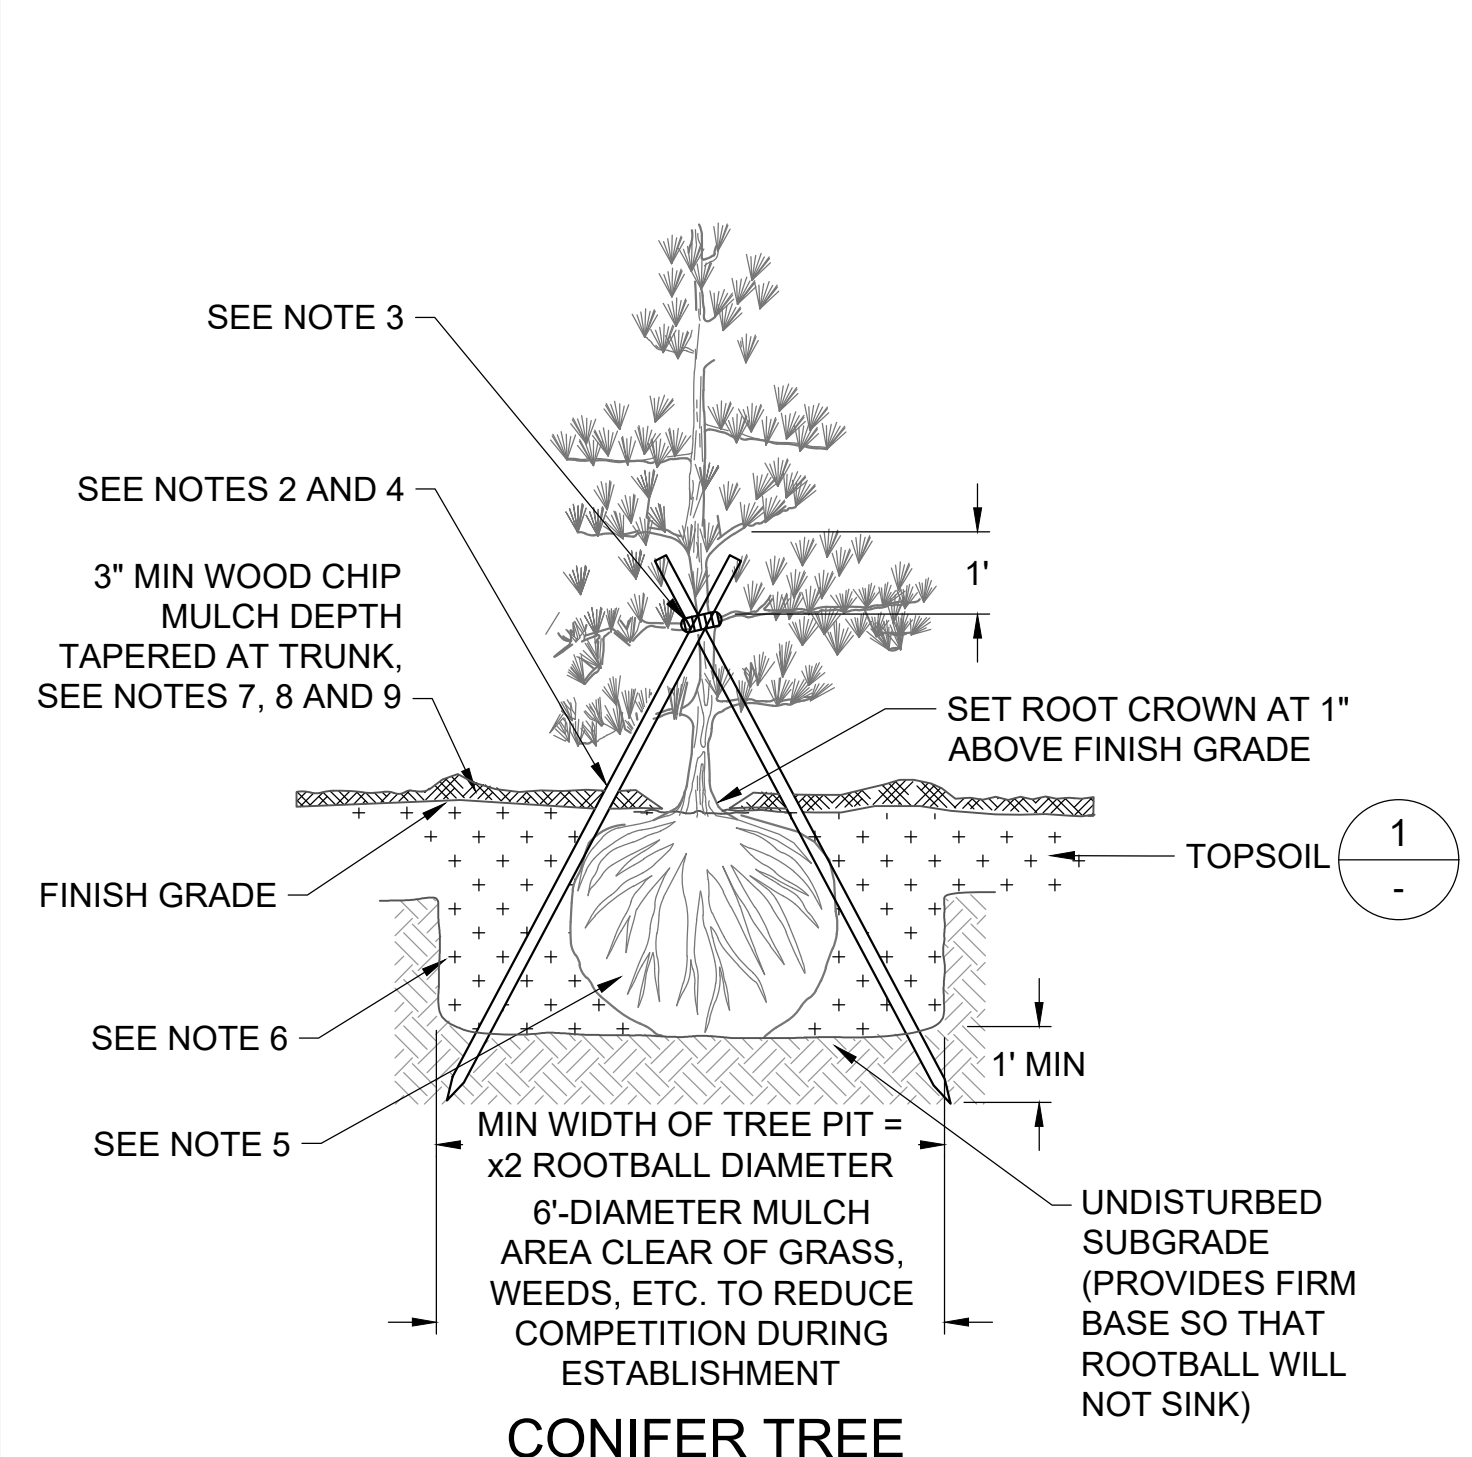 SEE NOTE 3
SEE NOTES 2 AND 4
3" MIN WOOD CHIP
MULCH DEPTH
TAPERED AT TRUNK,
SEE NOTES 7, 8 AND 9
1'
SET ROOT CROWN AT 1"
ABOVE FINISH GRADE
TOPSOIL
1
-
FINISH GRADE
SEE NOTE 6
1' MIN
SEE NOTE 5
MIN WIDTH OF TREE PIT =
x2 ROOTBALL DIAMETER
6'-DIAMETER MULCH
AREA CLEAR OF GRASS,
WEEDS, ETC. TO REDUCE
COMPETITION DURING
ESTABLISHMENT
UNDISTURBED
SUBGRADE
(PROVIDES FIRM
BASE SO THAT
ROOTBALL WILL
NOT SINK)
CONIFER TREE